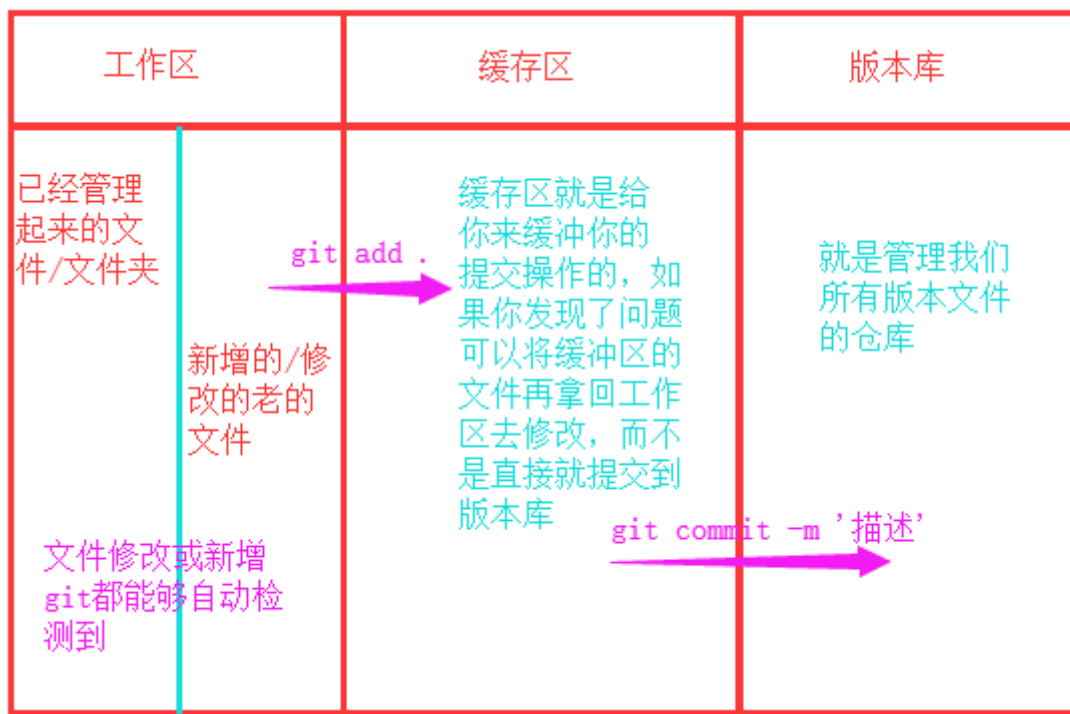 工作区
缓存区
版本库
已经管理
起来的文
件/文件夹
新增的/修
改的老的
文件
文件修改或新增
git都能够自动检
测到
git add .
缓存区就是给
你来缓冲你的
提交操作的，如
果你发现了问题
可以将缓冲区的
文件再拿回工作
区去修改，而不
是直接就提交到
版本库
git commit -m '描述'
就是管理我们
所有版本文件
的仓库